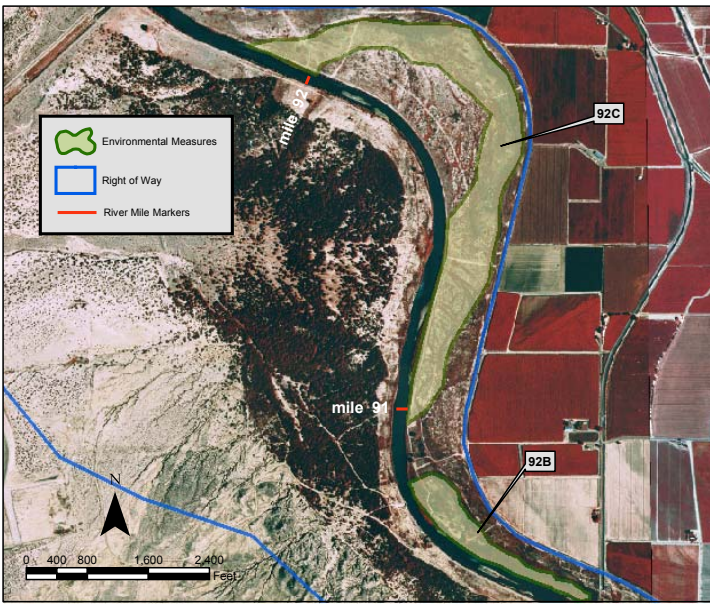 mile 92
92C
Environmental Measures
Right of Way
River Mile Markers
mile 91
92B
N
0 400 800 1,600 2,400
Feet